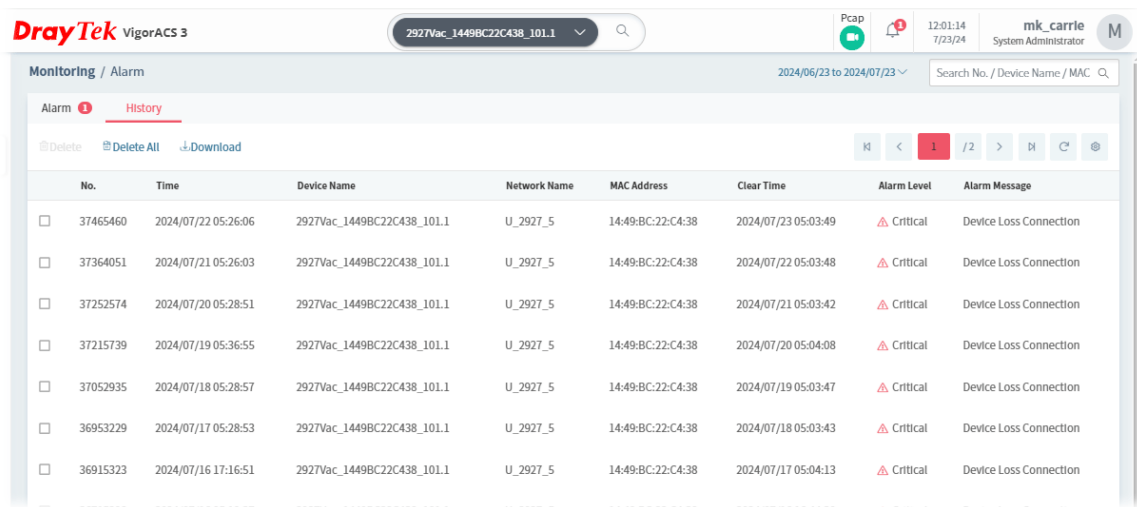 DrayTek VigorACS 3
2927Vac_1449BC22C438_101.1
Pcap
1
12:01:14
7/23/24
mk_carrie
System Administrator
M
Monitoring / Alarm
2024/06/23 to 2024/07/23
Search No. / Device Name / MAC
Alarm 1 History
Delete Delete All Download
1 / 2
No. Time Device Name Network Name MAC Address Clear Time Alarm Level Alarm Message
37465460 2024/07/22 05:26:06 2927Vac_1449BC22C438_101.1 U_2927_5 14:49:BC:22:C4:38 2024/07/23 05:03:49 Critical Device Loss Connection
37364051 2024/07/21 05:26:03 2927Vac_1449BC22C438_101.1 U_2927_5 14:49:BC:22:C4:38 2024/07/22 05:03:48 Critical Device Loss Connection
37252574 2024/07/20 05:28:51 2927Vac_1449BC22C438_101.1 U_2927_5 14:49:BC:22:C4:38 2024/07/21 05:03:42 Critical Device Loss Connection
37215739 2024/07/19 05:36:55 2927Vac_1449BC22C438_101.1 U_2927_5 14:49:BC:22:C4:38 2024/07/20 05:04:08 Critical Device Loss Connection
37052935 2024/07/18 05:28:57 2927Vac_1449BC22C438_101.1 U_2927_5 14:49:BC:22:C4:38 2024/07/19 05:03:47 Critical Device Loss Connection
36953229 2024/07/17 05:28:53 2927Vac_1449BC22C438_101.1 U_2927_5 14:49:BC:22:C4:38 2024/07/18 05:03:43 Critical Device Loss Connection
36915323 2024/07/16 17:16:51 2927Vac_1449BC22C438_101.1 U_2927_5 14:49:BC:22:C4:38 2024/07/17 05:04:13 Critical Device Loss Connection